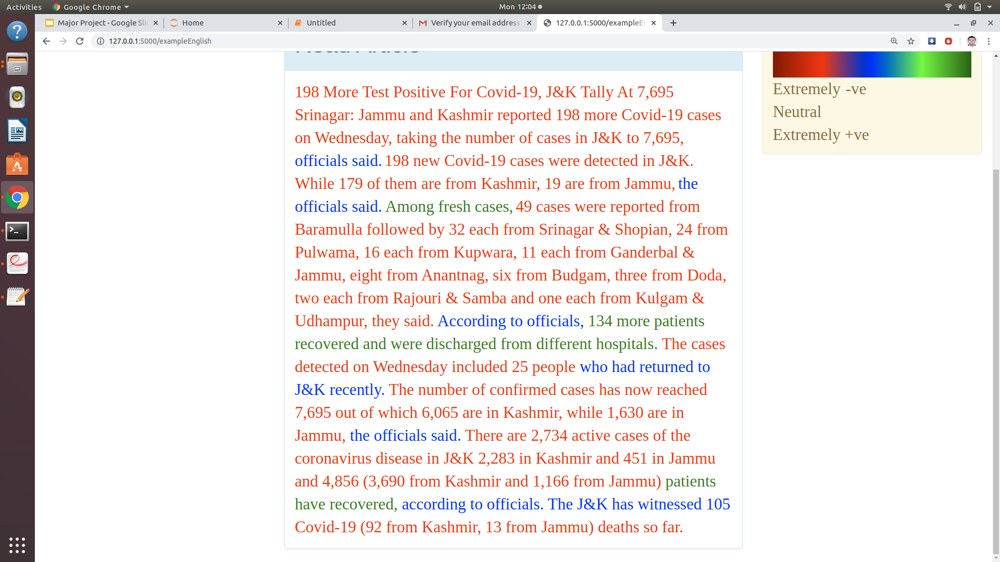 Activities
Google Chrome
Mon 12:04
Major Project - Google Sli
Home
Untitled
Verify your email address
127.0.0.1:5000/exampleE
127.0.0.1:5000/exampleEnglish
Read Article
198 More Test Positive For Covid-19, J&K Tally At 7,695
Srinagar: Jammu and Kashmir reported 198 more Covid-19 cases
on Wednesday, taking the number of cases in J&K to 7,695,
officials said. 198 new Covid-19 cases were detected in J&K.
While 179 of them are from Kashmir, 19 are from Jammu, the
officials said. Among fresh cases, 49 cases were reported from
Baramulla followed by 32 each from Srinagar & Shopian, 24 from
Pulwama, 16 each from Kupwara, 11 each from Ganderbal &
Jammu, eight from Anantnag, six from Budgam, three from Doda,
two each from Rajouri & Samba and one each from Kulgam &
Udhampur, they said. According to officials, 134 more patients
recovered and were discharged from different hospitals. The cases
detected on Wednesday included 25 people who had returned to
J&K recently. The number of confirmed cases has now reached
7,695 out of which 6,065 are in Kashmir, while 1,630 are in
Jammu, the officials said. There are 2,734 active cases of the
coronavirus disease in J&K 2,283 in Kashmir and 451 in Jammu
and 4,856 (3,690 from Kashmir and 1,166 from Jammu) patients
have recovered, according to officials. The J&K has witnessed 105
Covid-19 (92 from Kashmir, 13 from Jammu) deaths so far.
Extremely -ve
Neutral
Extremely +ve